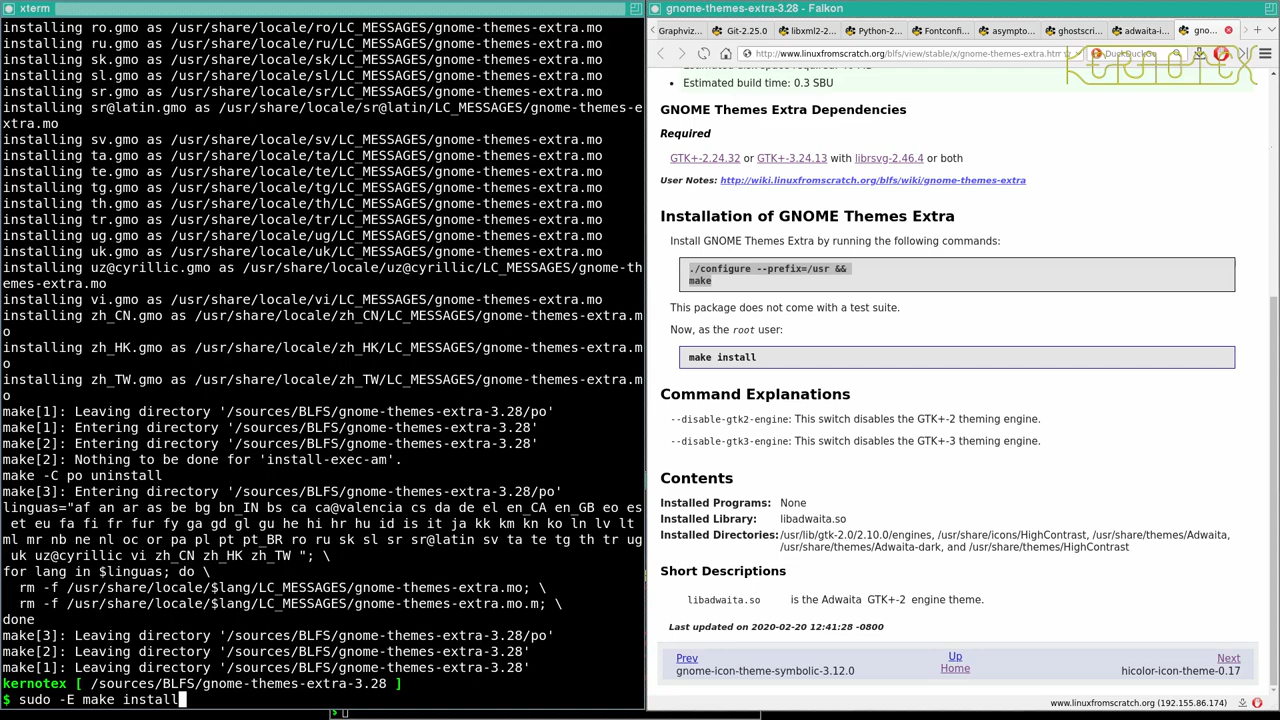 xterm
installing ro.gmo as /usr/share/locale/ro/LC_MESSAGES/gnome-themes-extra.mo
installing ru.gmo as /usr/share/locale/ru/LC_MESSAGES/gnome-themes-extra.mo
installing sk.gmo as /usr/share/locale/sk/LC_MESSAGES/gnome-themes-extra.mo
installing sl.gmo as /usr/share/locale/sl/LC_MESSAGES/gnome-themes-extra.mo
installing sr.gmo as /usr/share/locale/sr/LC_MESSAGES/gnome-themes-extra.mo
installing sr@latin.gmo as /usr/share/locale/sr@latin/LC_MESSAGES/gnome-themes-e
xtra.mo
installing sv.gmo as /usr/share/locale/sv/LC_MESSAGES/gnome-themes-extra.mo
installing ta.gmo as /usr/share/locale/ta/LC_MESSAGES/gnome-themes-extra.mo
installing te.gmo as /usr/share/locale/te/LC_MESSAGES/gnome-themes-extra.mo
installing tg.gmo as /usr/share/locale/tg/LC_MESSAGES/gnome-themes-extra.mo
installing th.gmo as /usr/share/locale/th/LC_MESSAGES/gnome-themes-extra.mo
installing tr.gmo as /usr/share/locale/tr/LC_MESSAGES/gnome-themes-extra.mo
installing ug.gmo as /usr/share/locale/ug/LC_MESSAGES/gnome-themes-extra.mo
installing uk.gmo as /usr/share/locale/uk/LC_MESSAGES/gnome-themes-extra.mo
installing uz@cyrillic.gmo as /usr/share/locale/uz@cyrillic/LC_MESSAGES/gnome-th
emes-extra.mo
installing vi.gmo as /usr/share/locale/vi/LC_MESSAGES/gnome-themes-extra.mo
installing zh_CN.gmo as /usr/share/locale/zh_CN/LC_MESSAGES/gnome-themes-extra.m
o
installing zh_HK.gmo as /usr/share/locale/zh_HK/LC_MESSAGES/gnome-themes-extra.m
o
installing zh_TW.gmo as /usr/share/locale/zh_TW/LC_MESSAGES/gnome-themes-extra.m
o
make[1]: Leaving directory '/sources/BLFS/gnome-themes-extra-3.28/po'
make[1]: Entering directory '/sources/BLFS/gnome-themes-extra-3.28'
make[2]: Entering directory '/sources/BLFS/gnome-themes-extra-3.28'
make[2]: Nothing to be done for 'install-exec-am'.
make -C po uninstall
make[3]: Entering directory '/sources/BLFS/gnome-themes-extra-3.28/po'
linguas="af an ar as be bg bn_IN bs ca ca@valencia cs da de el en_CA en_GB eo es
 et eu fa fi fr fur fy ga gd gl gu he hi hr hu id is it ja kk km kn ko ln lv lt
ml mr nb ne nl oc or pa pl pt pt_BR ro ru sk sl sr sr@latin sv ta te tg th tr ug
 uk uz@cyrillic vi zh_CN zh_HK zh_TW "; \
for lang in $linguas; do \
  rm -f /usr/share/locale/$lang/LC_MESSAGES/gnome-themes-extra.mo; \
  rm -f /usr/share/locale/$lang/LC_MESSAGES/gnome-themes-extra.mo.m; \
done
make[3]: Leaving directory '/sources/BLFS/gnome-themes-extra-3.28/po'
make[2]: Leaving directory '/sources/BLFS/gnome-themes-extra-3.28'
make[1]: Leaving directory '/sources/BLFS/gnome-themes-extra-3.28'
kernotex [ /sources/BLFS/gnome-themes-extra-3.28 ]
$ sudo -E make install
$
gnome-themes-extra-3.28 - Falkon
Graphviz... Git-2.25.0 libxml2-2... Python-2... Fontconfi... asympto... ghostscri... adwaita-i... gno...
http://www.linuxfromscratch.org/blfs/view/stable/x/gnome-themes-extra.htm DuckDuckGo
KERNOTEX
• Estimated build time: 0.3 SBU
GNOME Themes Extra Dependencies
Required
GTK+-2.24.32 or GTK+-3.24.13 with librsvg-2.46.4 or both
User Notes: http://wiki.linuxfromscratch.org/blfs/wiki/gnome-themes-extra
Installation of GNOME Themes Extra
Install GNOME Themes Extra by running the following commands:
./configure --prefix=/usr &&
make
This package does not come with a test suite.
Now, as the root user:
make install
Command Explanations
--disable-gtk2-engine: This switch disables the GTK+-2 theming engine.
--disable-gtk3-engine: This switch disables the GTK+-3 theming engine.
Contents
Installed Programs: None
Installed Library: libadwaita.so
Installed Directories: /usr/lib/gtk-2.0/2.10.0/engines, /usr/share/icons/HighContrast, /usr/share/themes/Adwaita,
/usr/share/themes/Adwaita-dark, and /usr/share/themes/HighContrast
Short Descriptions
libadwaita.so is the Adwaita GTK+-2 engine theme.
Last updated on 2020-02-20 12:41:28 -0800
Prev Up Next
gnome-icon-theme-symbolic-3.12.0 Home hicolor-icon-theme-0.17
www.linuxfromscratch.org (192.155.86.174)